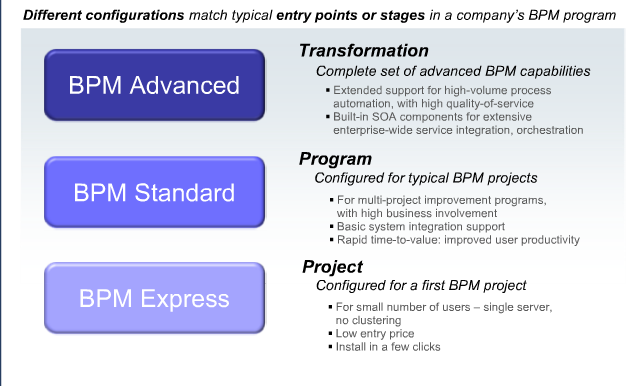 Different configurations match typical entry points or stages in a company's BPM program
BPM Advanced
Transformation
Complete set of advanced BPM capabilities
▪ Extended support for high-volume process
automation, with high quality-of-service
▪ Built-in SOA components for extensive
enterprise-wide service integration, orchestration
BPM Standard
Program
Configured for typical BPM projects
▪ For multi-project improvement programs,
with high business involvement
▪ Basic system integration support
▪ Rapid time-to-value: improved user productivity
BPM Express
Project
Configured for a first BPM project
▪ For small number of users – single server,
no clustering
▪ Low entry price
▪ Install in a few clicks